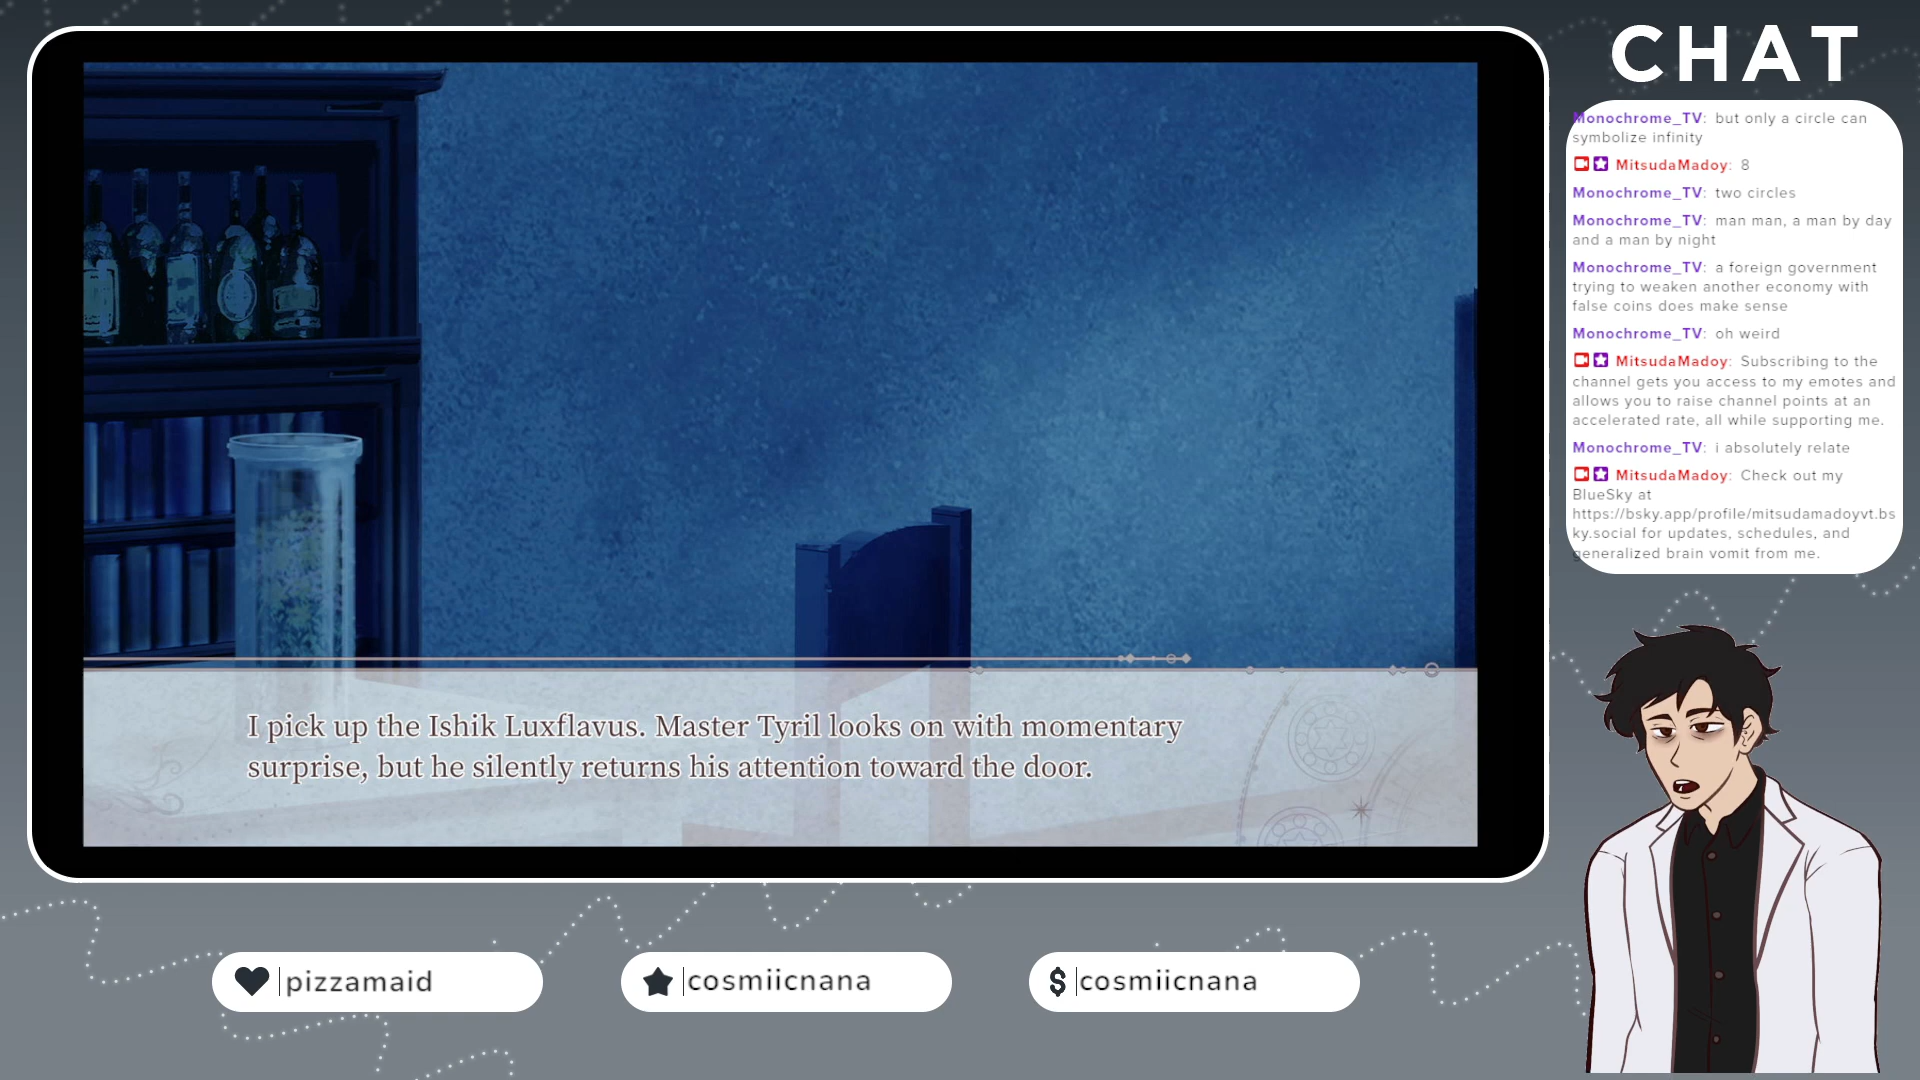 CHAT
Monochrome_TV: but only a circle can
symbolize infinity
MitsudaMadoy: 8
Monochrome_TV: two circles
Monochrome_TV: man man, a man by day
and a man by night
Monochrome_TV: a foreign government
trying to weaken another economy with
false coins does make sense
Monochrome_TV: oh weird
MitsudaMadoy: Subscribing to the
channel gets you access to my emotes and
allows you to raise channel points at an
accelerated rate, all while supporting me.
Monochrome_TV: i absolutely relate
MitsudaMadoy: Check out my
BlueSky at
https://bsky.app/profile/mitsudamadoyvt.bs
ky.social for updates, schedules, and
generalized brain vomit from me.
I pick up the Ishik Luxflavus. Master Tyril looks on with momentary
surprise, but he silently returns his attention toward the door.
pizzamaid
cosmiicnana
$ cosmiicnana